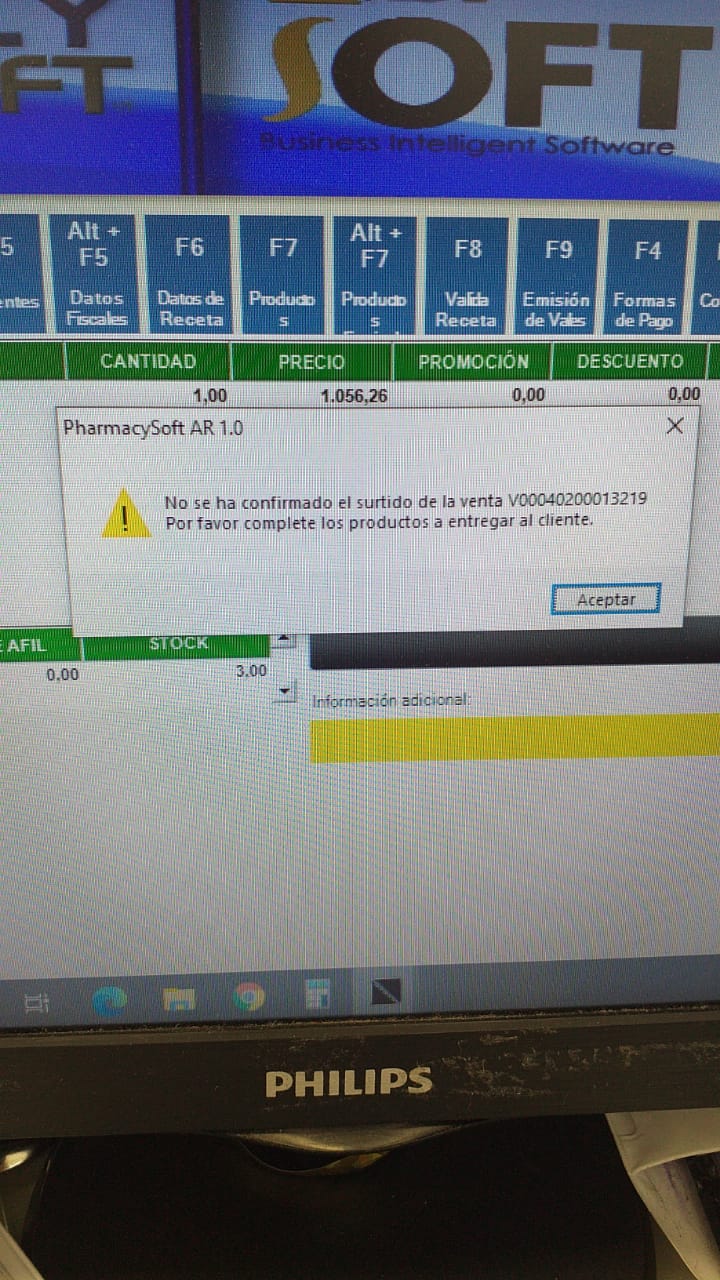 FT
SOFT
Business Intelligent Software
5
Alt +
F5
Datos
Fiscales
F6
Datos de
Receta
F7
Producto
s
Alt +
F7
Producto
s
F8
Valida
Receta
F9
Emisión
de Vales
F4
Formas
de Pago
entes
Co
CANTIDAD PRECIO PROMOCIÓN DESCUENTO
1,00 1.056,26 0,00 0,00
PharmacySoft AR 1.0
No se ha confirmado el surtido de la venta V00040200013219
Por favor complete los productos a entregar al cliente.
Aceptar
E AFIL STOCK
0,00 3,00
Información adicional:
PHILIPS